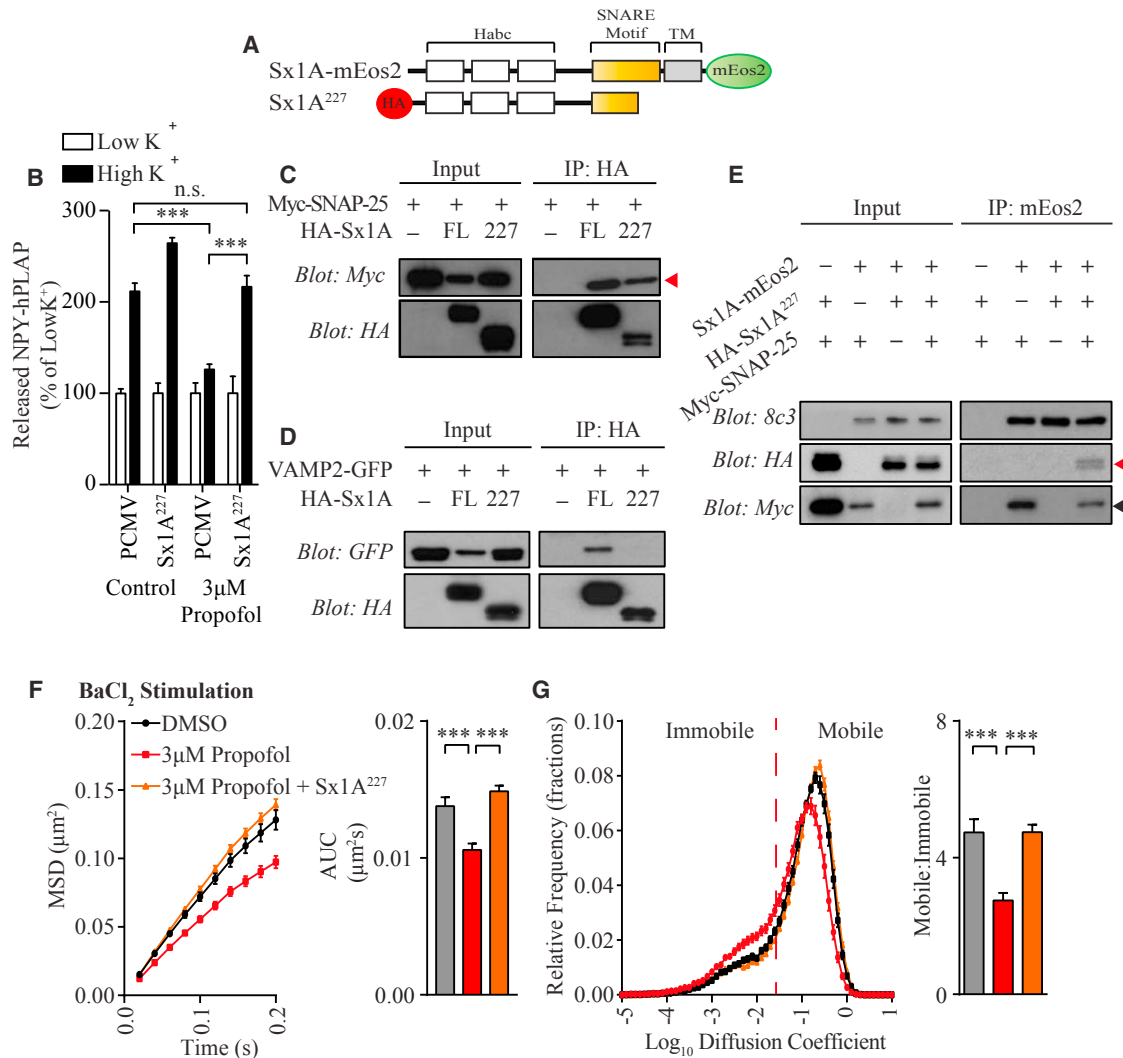 A
Habc
SNARE
Motif
TM
Sx1A-mEos2
mEos2
Sx1A²²⁷
HA
B
Low K⁺
High K⁺
n.s.
***
***
Released NPY-hPLAP
(% of LowK⁺)
300
200
100
0
PCMV
Sx1A²²⁷
PCMV
Sx1A²²⁷
Control
3μM
Propofol
C
Input
IP: HA
Myc-SNAP-25
+ + + + + +
HA-Sx1A
– FL 227 – FL 227
Blot: Myc
Blot: HA
D
Input
IP: HA
VAMP2-GFP
+ + + + + +
HA-Sx1A
– FL 227 – FL 227
Blot: GFP
Blot: HA
E
Input
IP: mEos2
Sx1A-mEos2
– + + + – + + +
HA-Sx1A²²⁷
+ – + + + – + +
Myc-SNAP-25
+ + – + + + – +
Blot: 8c3
Blot: HA
Blot: Myc
F
BaCl₂ Stimulation
DMSO
3μM Propofol
3μM Propofol + Sx1A²²⁷
MSD (μm²)
0.20
0.15
0.10
0.05
0.00
0.0 0.1 0.2
Time (s)
AUC
(μm²s)
0.02
0.01
0.00
*** ***
G
Immobile
Mobile
Relative Frequency (fractions)
0.10
0.08
0.06
0.04
0.02
0.00
-5 -4 -3 -2 -1 0 1
Log₁₀ Diffusion Coefficient
Mobile:Immobile
8
4
0
*** ***